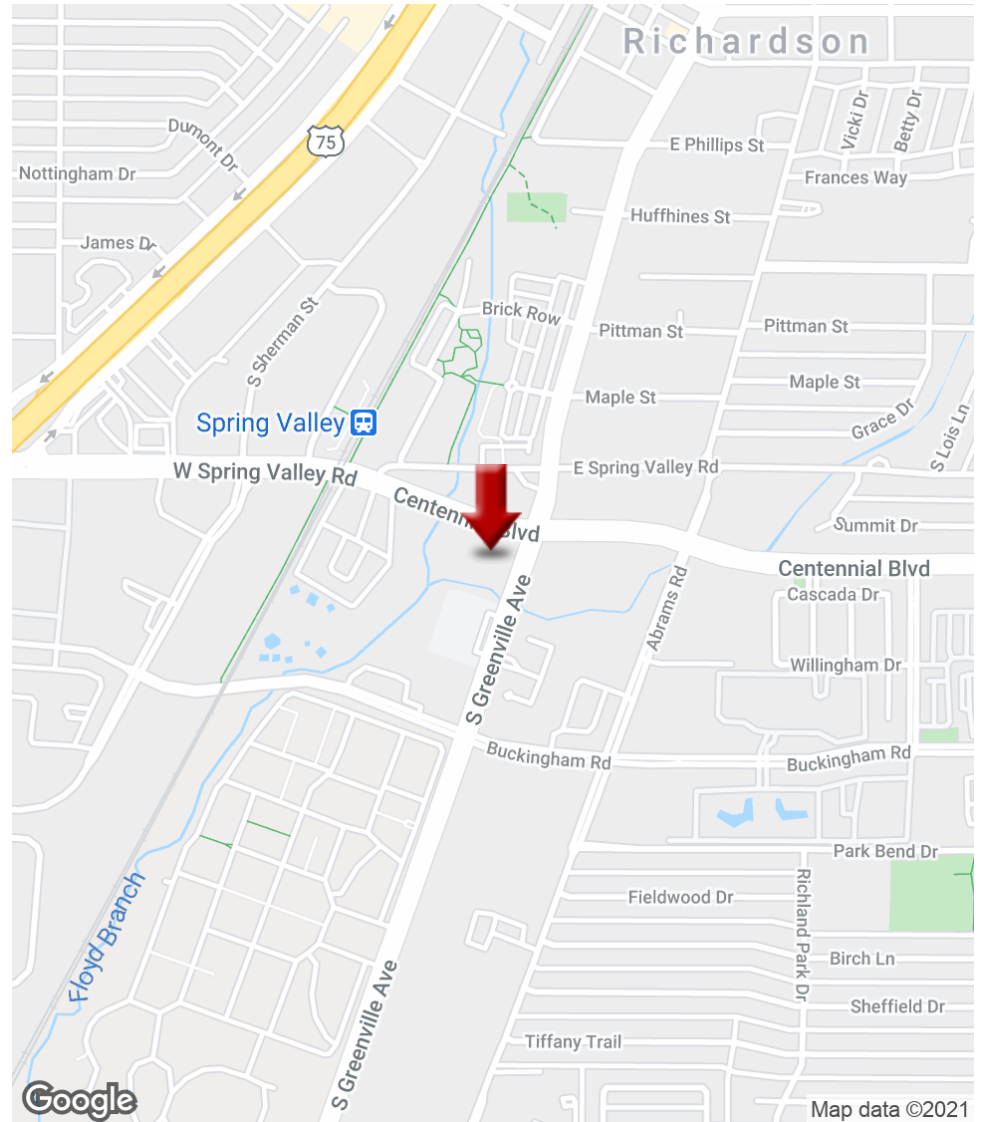 Richardson
Dumont Dr
75
E Phillips St
Vicki Dr
Betty Dr
Nottingham Dr
Frances Way
Huffhines St
James Dr
Brick Row
Pittman St
Pittman St
S Sherman St
Maple St
Maple St
Grace Dr
S Lois Ln
Spring Valley
W Spring Valley Rd
E Spring Valley Rd
Centennial Blvd
Summit Dr
Centennial Blvd
Cascada Dr
Abrams Rd
S Greenville Ave
Willingham Dr
Buckingham Rd
Buckingham Rd
Park Bend Dr
Richland Park Dr
Fieldwood Dr
Floyd Branch
Birch Ln
Sheffield Dr
S Greenville Ave
Tiffany Trail
Google
Map data ©2021